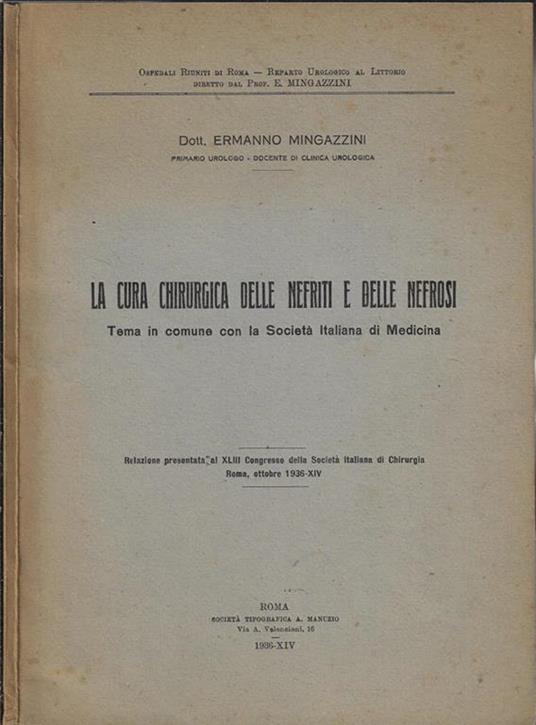 Ospedali Riuniti di Roma — Reparto Urologico al Littorio
diretto dal Prof. E. MINGAZZINI
Dott. ERMANNO MINGAZZINI
PRIMARIO UROLOGO - DOCENTE DI CLINICA UROLOGICA
LA CURA CHIRURGICA DELLE NEFRITI E DELLE NEFROSI
Tema in comune con la Società Italiana di Medicina
Relazione presentata al XLIII Congresso della Società Italiana di Chirurgia
Roma, ottobre 1936-XIV
ROMA
SOCIETÀ TIPOGRAFICA A. MANUZIO
Via A. Valenziani, 16
1936-XIV